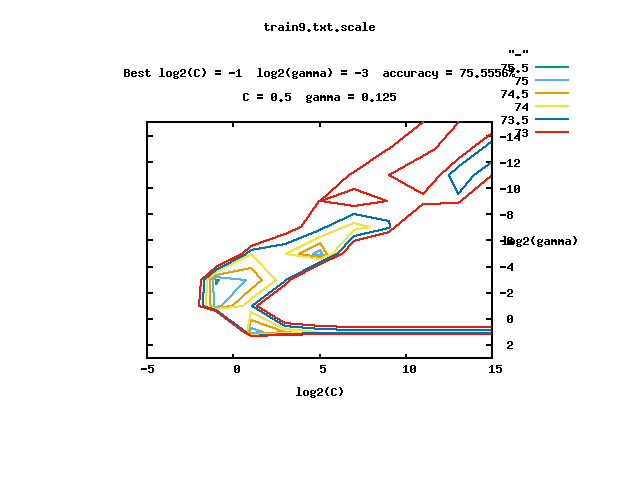 train9.txt.scale
"-"
Best log2(C) = -1 log2(gamma) = -3 accuracy = 75.5556%
75.5
75
C = 0.5 gamma = 0.125
74.5
74
73.5
73
-14
-12
-10
-8
-6
log2(gamma)
-4
-2
0
2
-5 0 5 10 15
log2(C)